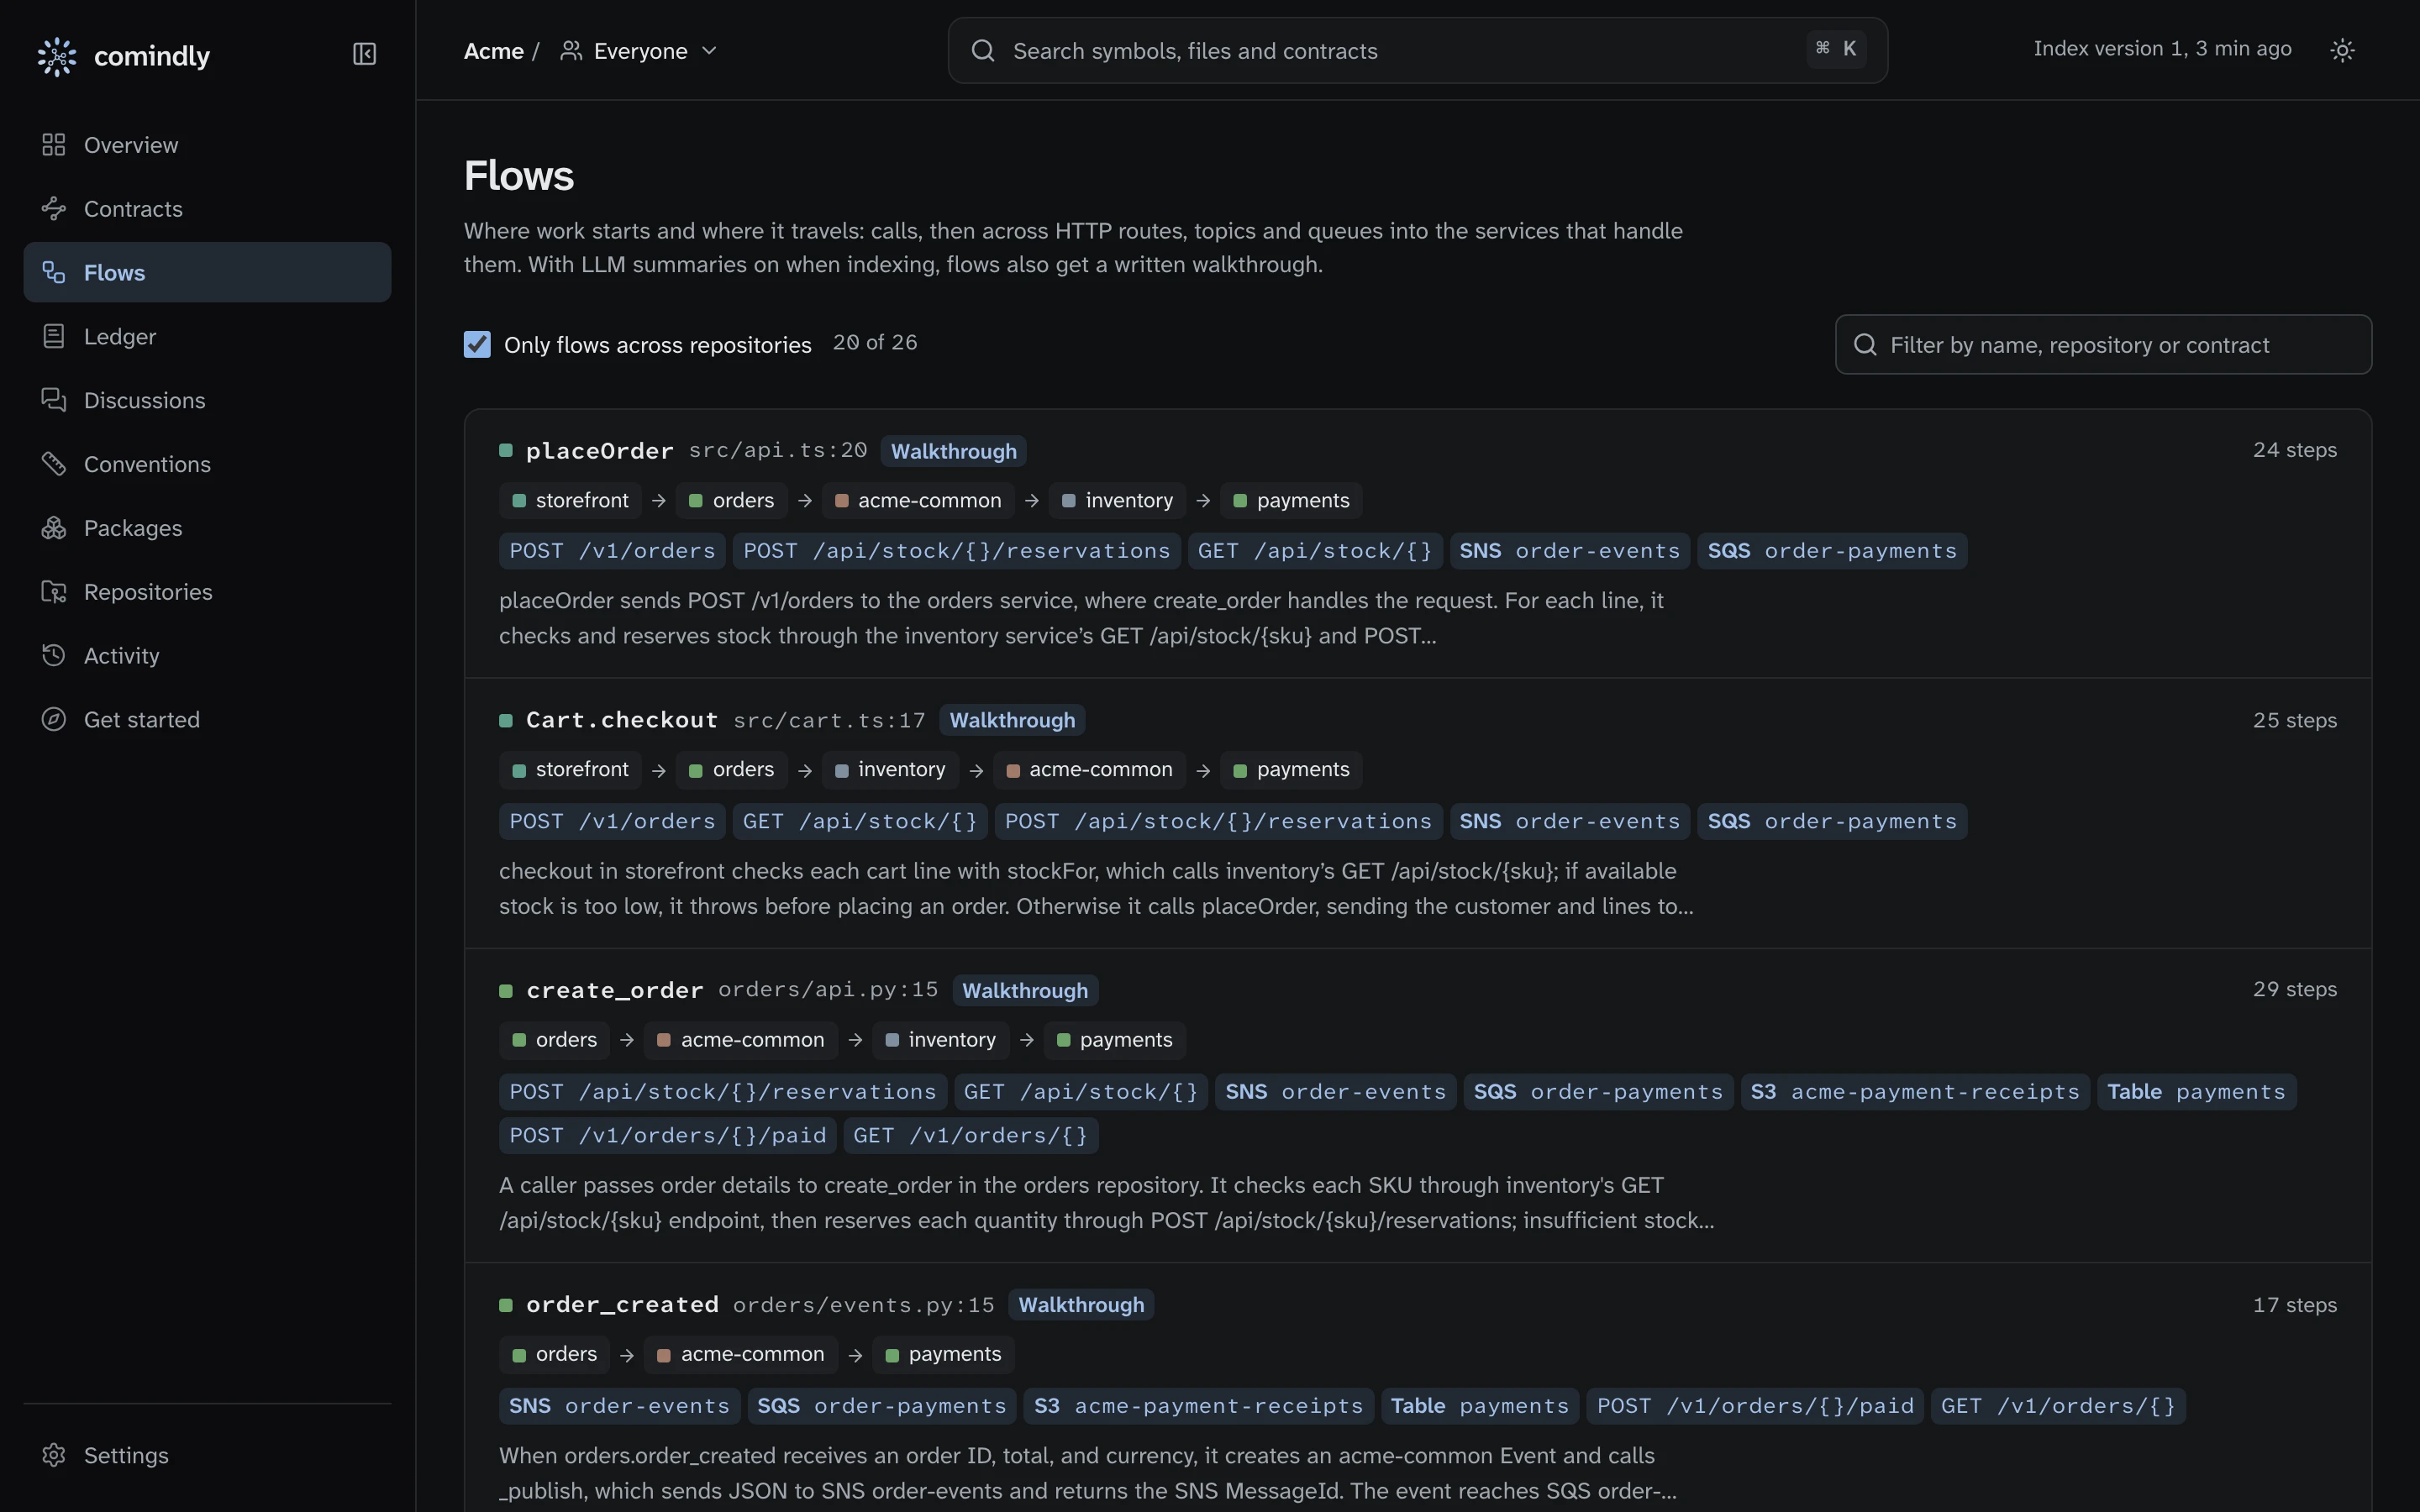 comindly
Acme / Everyone
Search symbols, files and contracts
⌘ K
Index version 1, 3 min ago
Overview
Contracts
Flows
Ledger
Discussions
Conventions
Packages
Repositories
Activity
Get started
Settings
Flows
Where work starts and where it travels: calls, then across HTTP routes, topics and queues into the services that handle
them. With LLM summaries on when indexing, flows also get a written walkthrough.
Only flows across repositories 20 of 26
Filter by name, repository or contract
placeOrder src/api.ts:20 Walkthrough 24 steps
storefront → orders → acme-common → inventory → payments
POST /v1/orders POST /api/stock/{}/reservations GET /api/stock/{} SNS order-events SQS order-payments
placeOrder sends POST /v1/orders to the orders service, where create_order handles the request. For each line, it
checks and reserves stock through the inventory service’s GET /api/stock/{sku} and POST...
Cart.checkout src/cart.ts:17 Walkthrough 25 steps
storefront → orders → inventory → acme-common → payments
POST /v1/orders GET /api/stock/{} POST /api/stock/{}/reservations SNS order-events SQS order-payments
checkout in storefront checks each cart line with stockFor, which calls inventory’s GET /api/stock/{sku}; if available
stock is too low, it throws before placing an order. Otherwise it calls placeOrder, sending the customer and lines to...
create_order orders/api.py:15 Walkthrough 29 steps
orders → acme-common → inventory → payments
POST /api/stock/{}/reservations GET /api/stock/{} SNS order-events SQS order-payments S3 acme-payment-receipts Table payments
POST /v1/orders/{}/paid GET /v1/orders/{}
A caller passes order details to create_order in the orders repository. It checks each SKU through inventory's GET
/api/stock/{sku} endpoint, then reserves each quantity through POST /api/stock/{sku}/reservations; insufficient stock...
order_created orders/events.py:15 Walkthrough 17 steps
orders → acme-common → payments
SNS order-events SQS order-payments S3 acme-payment-receipts Table payments POST /v1/orders/{}/paid GET /v1/orders/{}
When orders.order_created receives an order ID, total, and currency, it creates an acme-common Event and calls
_publish, which sends JSON to SNS order-events and returns the SNS MessageId. The event reaches SQS order-...